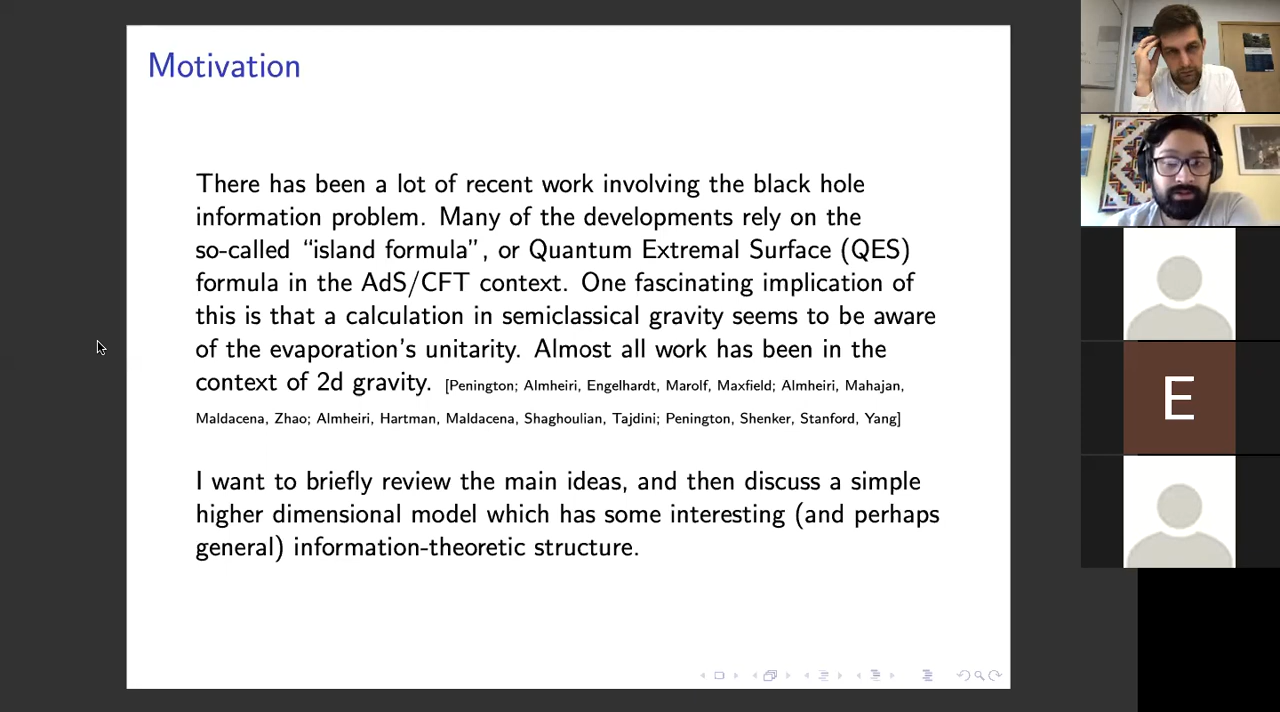 Motivation
There has been a lot of recent work involving the black hole
information problem. Many of the developments rely on the
so-called “island formula”, or Quantum Extremal Surface (QES)
formula in the AdS/CFT context. One fascinating implication of
this is that a calculation in semiclassical gravity seems to be aware
of the evaporation’s unitarity. Almost all work has been in the
context of 2d gravity. [Penington; Almheiri, Engelhardt, Marolf, Maxfield; Almheiri, Mahajan,
Maldacena, Zhao; Almheiri, Hartman, Maldacena, Shaghoulian, Tajdini; Penington, Shenker, Stanford, Yang]
I want to briefly review the main ideas, and then discuss a simple
higher dimensional model which has some interesting (and perhaps
general) information-theoretic structure.
E